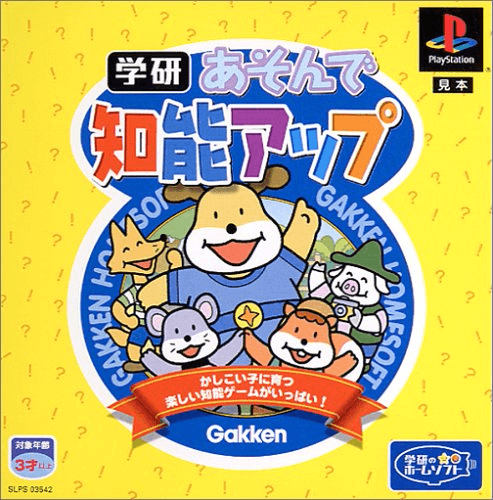 学研 あそんで
知能アップ
PlayStation
見本
GAKKEN HOMESOFT
GAKKEN HOMESOFT
かしこい子に育つ
楽しい知能ゲームがいっぱい!
Gakken
対象年齢
3才以上
SLPS 03542
学研の
ホームソフト